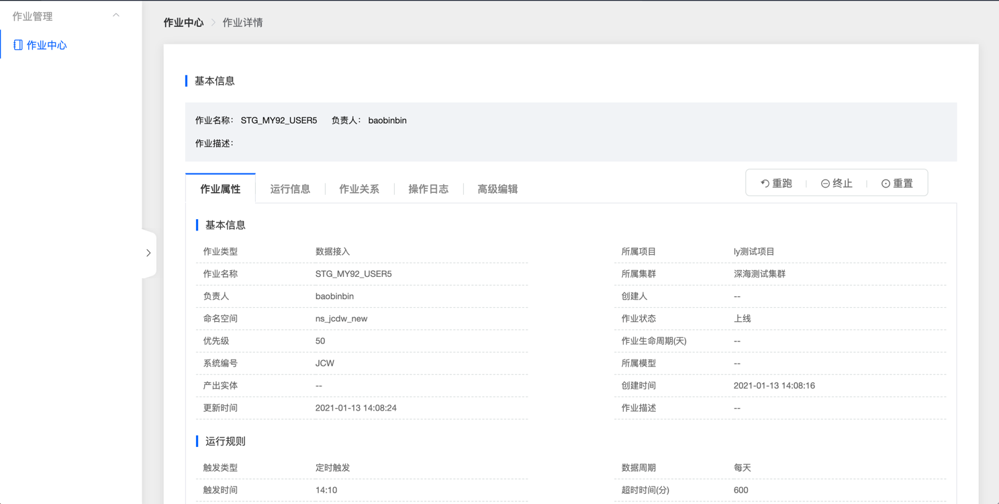 作业管理
作业中心
作业中心 作业详情
基本信息
作业名称： STG_MY92_USER5 负责人： baobinbin
作业描述：
作业属性 运行信息 作业关系 操作日志 高级编辑 重跑 终止 重置
基本信息
作业类型 数据接入 所属项目 ly测试项目
作业名称 STG_MY92_USER5 所属集群 深海测试集群
负责人 baobinbin 创建人 --
命名空间 ns_jcdw_new 作业状态 上线
优先级 50 作业生命周期(天) --
系统编号 JCW 所属模型 --
产出实体 -- 创建时间 2021-01-13 14:08:16
更新时间 2021-01-13 14:08:24 作业描述 --
运行规则
触发类型 定时触发 数据周期 每天
触发时间 14:10 超时时间(分) 600